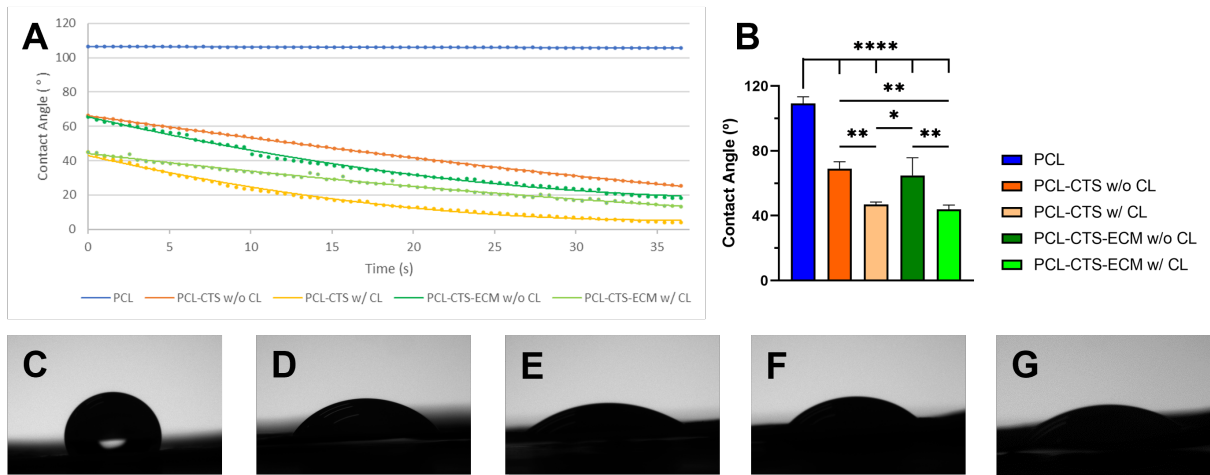 A
Contact Angle ( º )
120
100
80
60
40
20
0
0 5 10 15 20 25 30 35
Time (s)
PCL PCL-CTS w/o CL PCL-CTS w/ CL PCL-CTS-ECM w/o CL PCL-CTS-ECM w/ CL
B
Contact Angle (º)
120
80
40
0
****
**
*
** **
PCL
PCL-CTS w/o CL
PCL-CTS w/ CL
PCL-CTS-ECM w/o CL
PCL-CTS-ECM w/ CL
C D E F G